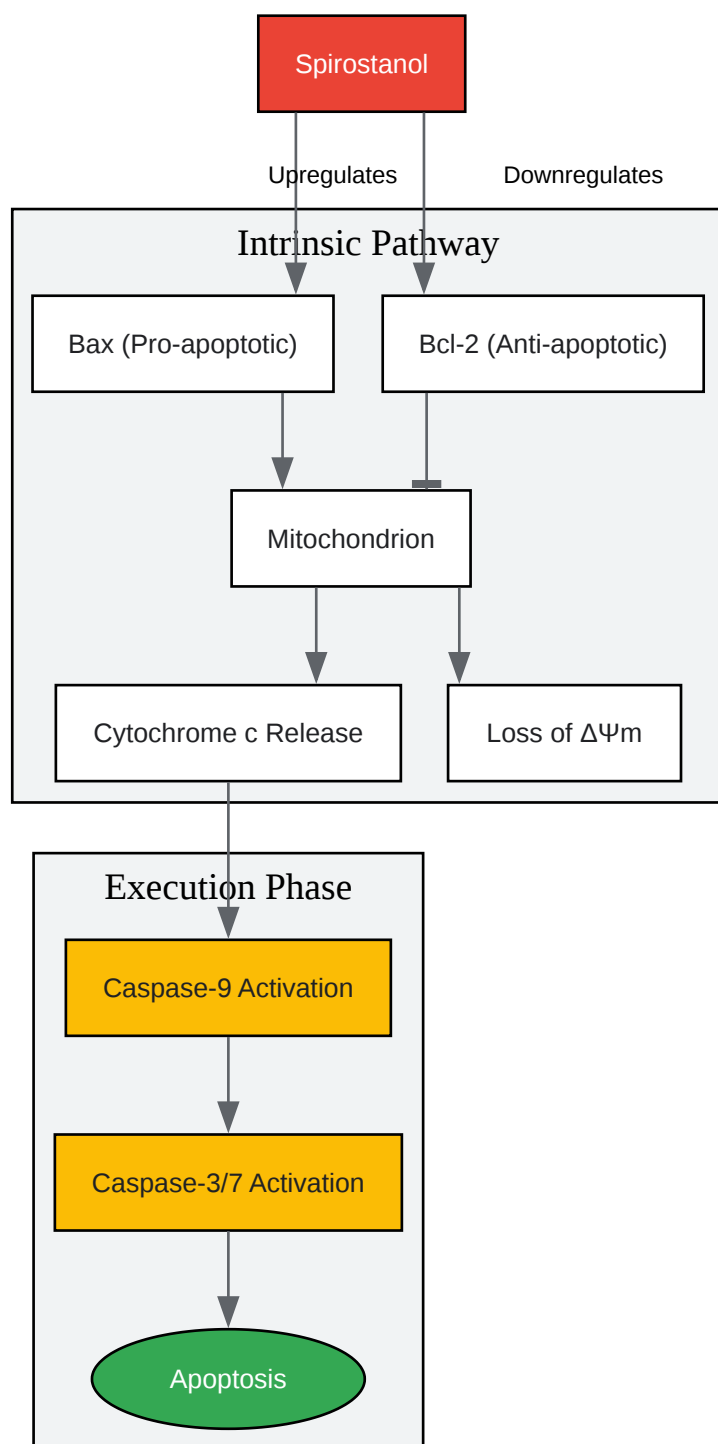 Spirostanol
Upregulates
Downregulates
Intrinsic Pathway
Bax (Pro-apoptotic)
Bcl-2 (Anti-apoptotic)
Mitochondrion
Cytochrome c Release
Loss of ΔΨm
Execution Phase
Caspase-9 Activation
Caspase-3/7 Activation
Apoptosis